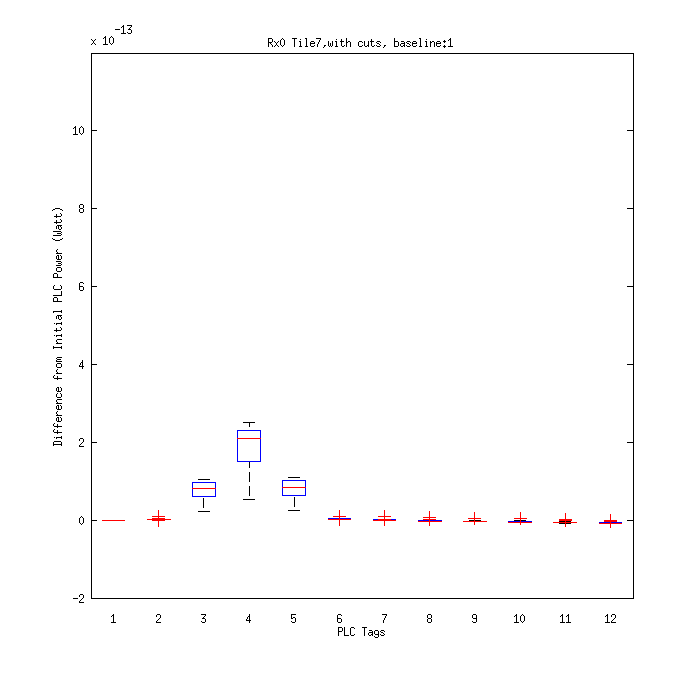 x 10-13
Rx0 Tile7,with cuts, baseline:1
10
8
6
4
2
0
-2
Difference from Initial PLC Power (Watt)
1 2 3 4 5 6 7 8 9 10 11 12
PLC Tags